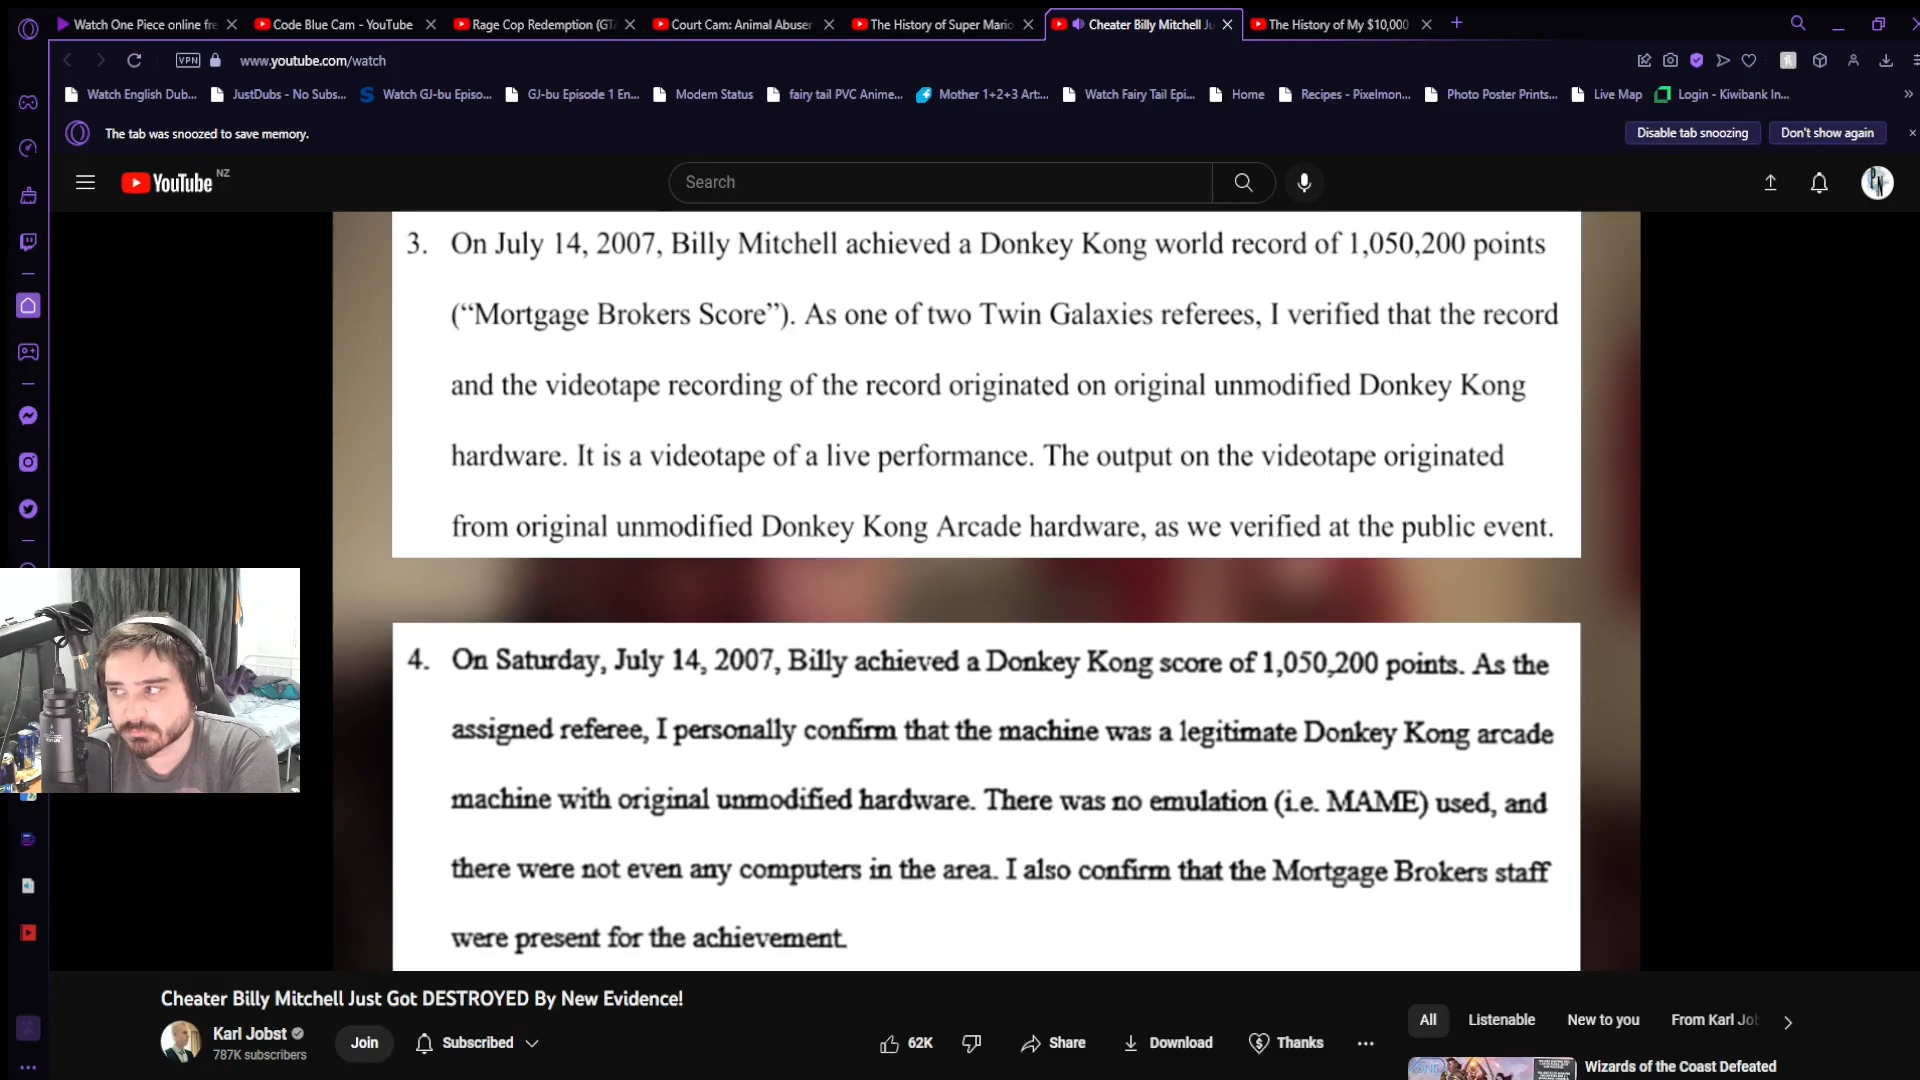 Watch One Piece online fre
Code Blue Cam - YouTube
Rage Cop Redemption (GT
Court Cam: Animal Abuser
The History of Super Mario
Cheater Billy Mitchell Ju
The History of My $10,000
VPN
www.youtube.com/watch
Watch English Dub...
JustDubs - No Subs...
Watch GJ-bu Episo...
GJ-bu Episode 1 En...
Modem Status
fairy tail PVC Anime...
Mother 1+2+3 Art:...
Watch Fairy Tail Epi...
Home
Recipes - Pixelmon...
Photo Poster Prints...
Live Map
Login - Kiwibank In...
The tab was snoozed to save memory.
Disable tab snoozing
Don't show again
YouTube NZ
Search
3. On July 14, 2007, Billy Mitchell achieved a Donkey Kong world record of 1,050,200 points
(“Mortgage Brokers Score”). As one of two Twin Galaxies referees, I verified that the record
and the videotape recording of the record originated on original unmodified Donkey Kong
hardware. It is a videotape of a live performance. The output on the videotape originated
from original unmodified Donkey Kong Arcade hardware, as we verified at the public event.
4. On Saturday, July 14, 2007, Billy achieved a Donkey Kong score of 1,050,200 points. As the
assigned referee, I personally confirm that the machine was a legitimate Donkey Kong arcade
machine with original unmodified hardware. There was no emulation (i.e. MAME) used, and
there were not even any computers in the area. I also confirm that the Mortgage Brokers staff
were present for the achievement.
Cheater Billy Mitchell Just Got DESTROYED By New Evidence!
Karl Jobst
787K subscribers
Join
Subscribed
62K
Share
Download
Thanks
All
Listenable
New to you
From Karl Jo
Wizards of the Coast Defeated